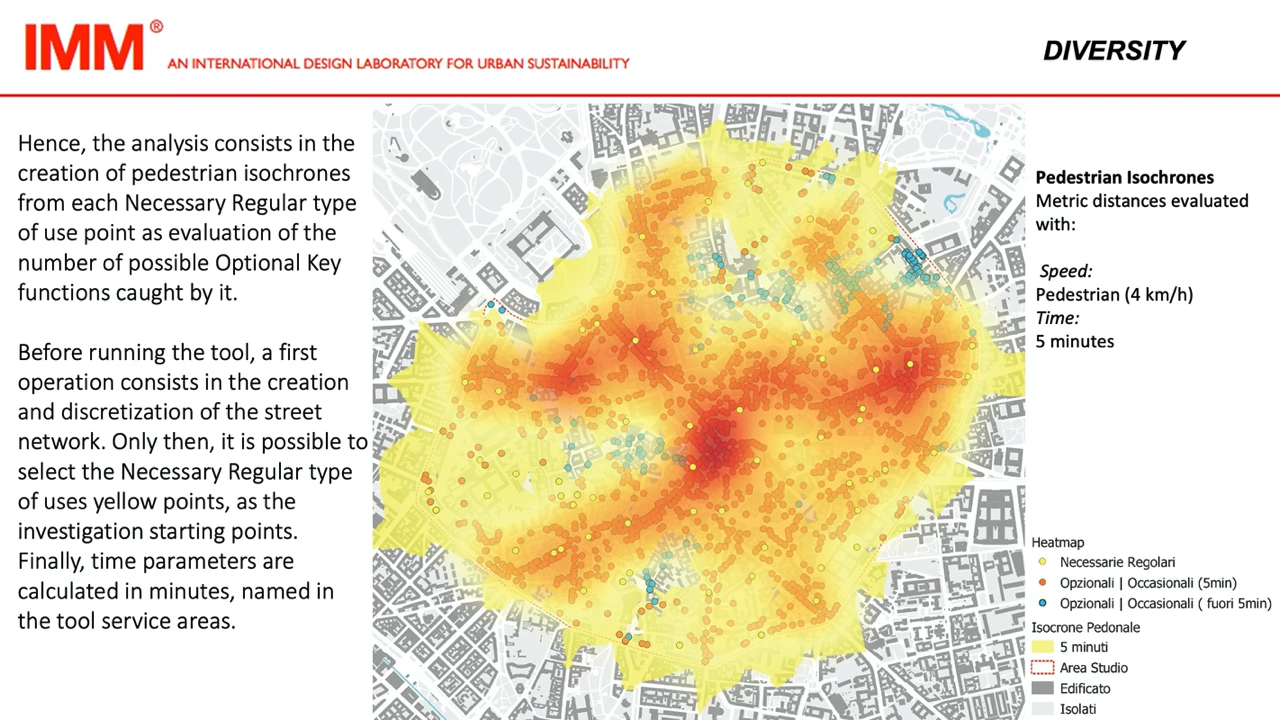 IMM®
AN INTERNATIONAL DESIGN LABORATORY FOR URBAN SUSTAINABILITY
DIVERSITY
Hence, the analysis consists in the
creation of pedestrian isochrones
from each Necessary Regular type
of use point as evaluation of the
number of possible Optional Key
functions caught by it.
Before running the tool, a first
operation consists in the creation
and discretization of the street
network. Only then, it is possible to
select the Necessary Regular type
of uses yellow points, as the
investigation starting points.
Finally, time parameters are
calculated in minutes, named in
the tool service areas.
Pedestrian Isochrones
Metric distances evaluated
with:
Speed:
Pedestrian (4 km/h)
Time:
5 minutes
Heatmap
Necessarie Regolari
Opzionali | Occasionali (5min)
Opzionali | Occasionali ( fuori 5min)
Isocrone Pedonale
5 minuti
Area Studio
Edificato
Isolati